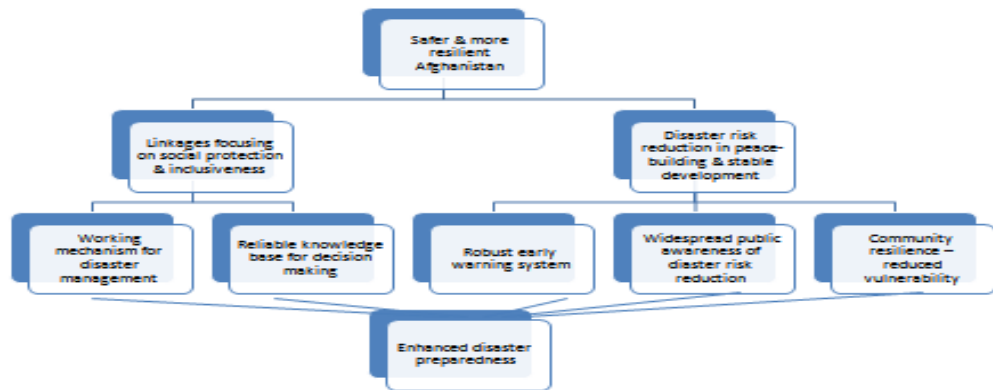 Safer & more
resilient
Afghanistan
Linkages focusing
on social protection
& inclusiveness
Disaster risk
reduction in peace-
building & stable
development
Working
mechanism for
disaster
management
Reliable knowledge
base for decision
making
Robust early
warning system
Widespread public
awareness of
disaster risk
reduction
Community
resilience –
reduced
vulnerability
Enhanced disaster
preparedness